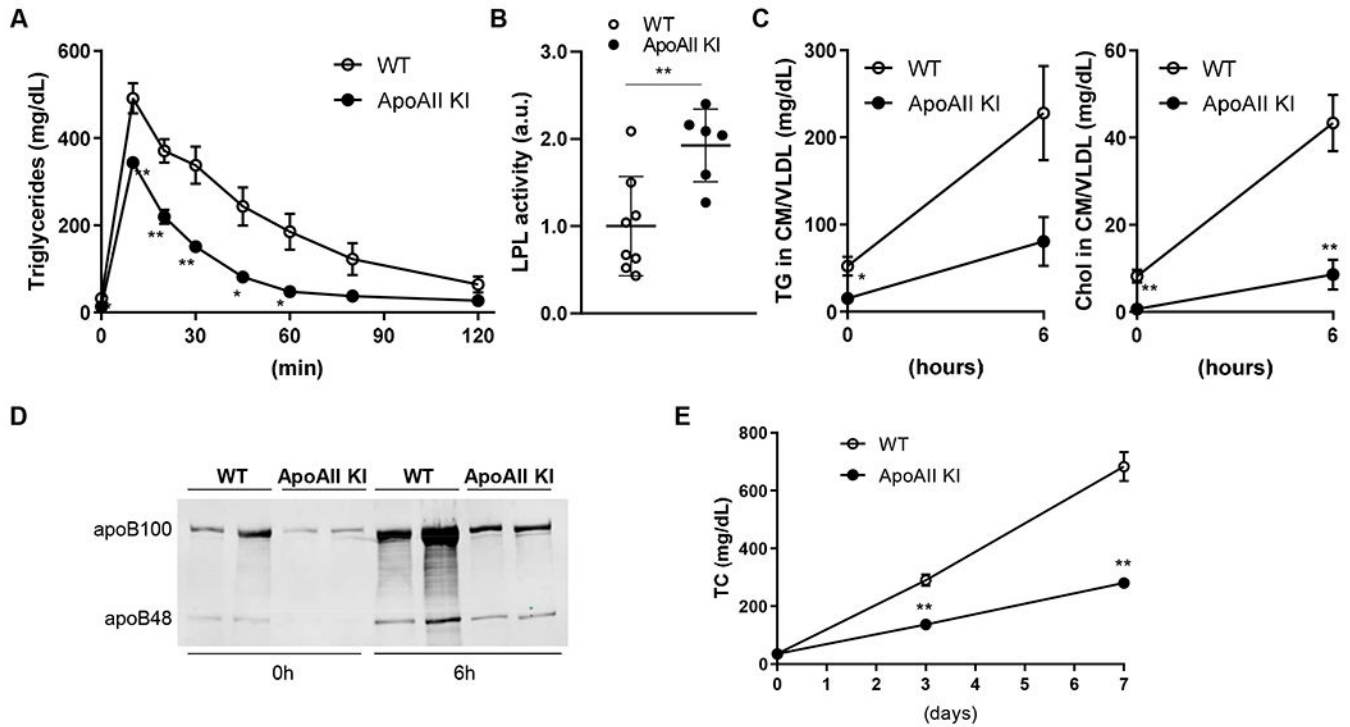 A
Triglycerides (mg/dL)
600
400
200
0
WT
ApoAII KI
**
**
**
*
*
*
0
30
60
90
120
(min)
B
WT
ApoAII KI
LPL activity (a.u.)
3.0
2.0
1.0
0.0
**
C
TG in CM/VLDL (mg/dL)
300
200
100
0
WT
ApoAII KI
*
0
6
(hours)
Chol in CM/VLDL (mg/dL)
60
40
20
0
WT
ApoAII KI
**
**
0
6
(hours)
D
WT ApoAII KI WT ApoAII KI
apoB100
apoB48
0h 6h
E
TC (mg/dL)
800
600
400
200
0
WT
ApoAII KI
**
**
0 1 2 3 4 5 6 7
(days)